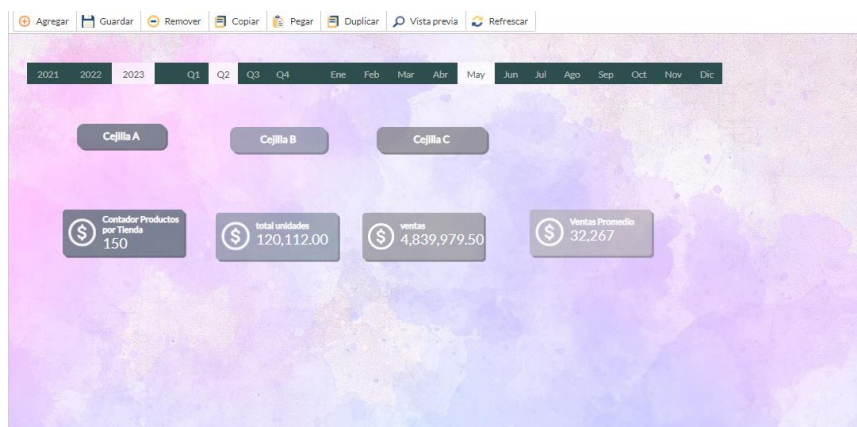 Agregar Guardar Remover Copiar Pegar Duplicar Vista previa Refrescar
2021 2022 2023 Q1 Q2 Q3 Q4 Ene Feb Mar Abr May Jun Jul Ago Sep Oct Nov Dic
Cejilla A Cejilla B Cejilla C
Contador Productos
por Tienda
150
total unidades
120,112.00
ventas
4,839,979.50
Ventas Promedio
32,267